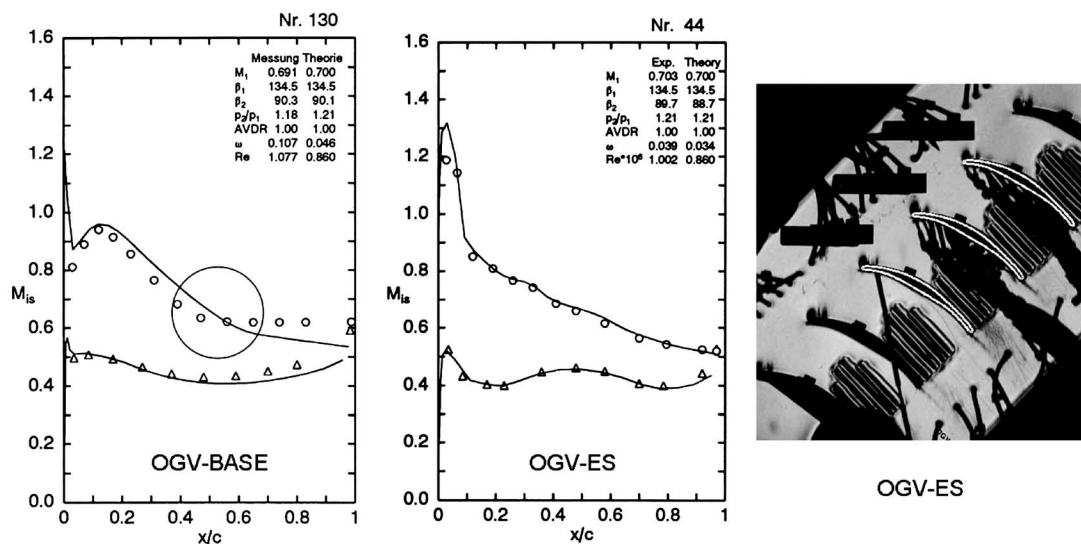 Nr. 130
1.6
1.4
1.2
1.0
0.8
M_is
0.6
0.4
0.2
0.0
Messung Theorie
M₁ 0.691 0.700
β₁ 134.5 134.5
β₂ 90.3 90.1
p₂/p₁ 1.18 1.21
AVDR 1.00 1.00
ω 0.107 0.046
Re 1.077 0.860
OGV-BASE
0 0.2 0.4 0.6 0.8 1
x/c
Nr. 44
1.6
1.4
1.2
1.0
0.8
M_is
0.6
0.4
0.2
0.0
Exp. Theory
M₁ 0.703 0.700
β₁ 134.5 134.5
β₂ 89.7 88.7
p₂/p₁ 1.21 1.21
AVDR 1.00 1.00
ω 0.039 0.034
Re*10⁶ 1.002 0.860
OGV-ES
0 0.2 0.4 0.6 0.8 1
x/c
OGV-ES